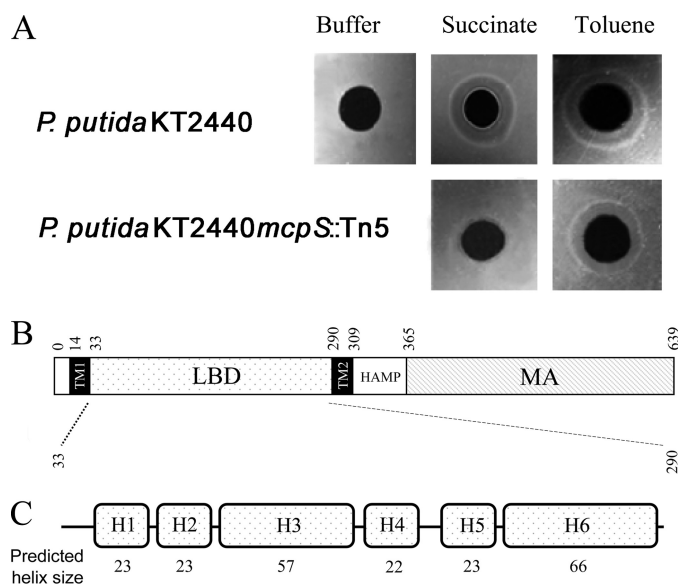 A
Buffer Succinate Toluene
P. putida KT2440
P. putida KT2440mcpS::Tn5
B
0 14 33 290 309 365 639
TM1 LBD TM2 HAMP MA
33 290
C
H1 H2 H3 H4 H5 H6
Predicted
helix size
23 23 57 22 23 66